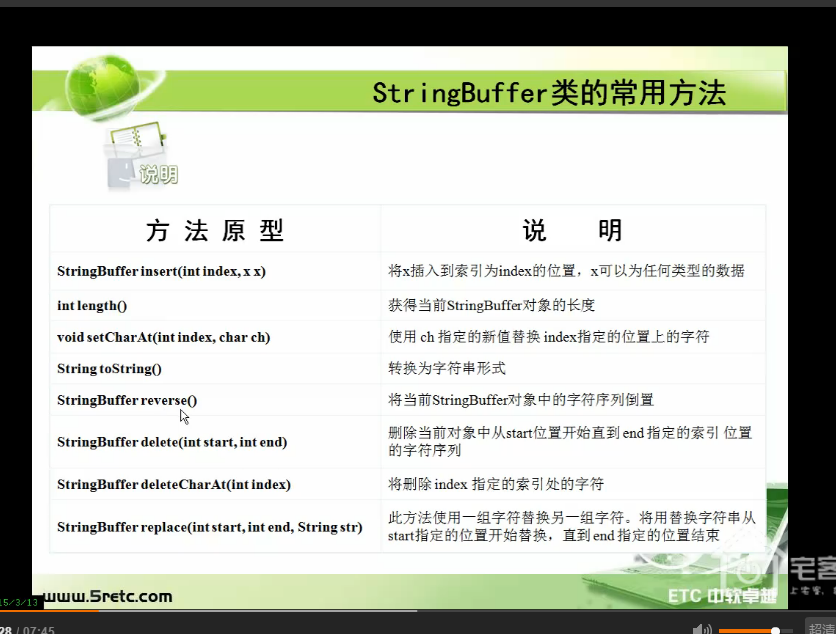 StringBuffer类的常用方法
说明
方 法 原 型
说 明
StringBuffer insert(int index, x x)
将x插入到索引为index的位置，x可以为任何类型的数据
int length()
获得当前StringBuffer对象的长度
void setCharAt(int index, char ch)
使用 ch 指定的新值替换 index指定的位置上的字符
String toString()
转换为字符串形式
StringBuffer reverse()
将当前StringBuffer对象中的字符序列倒置
StringBuffer delete(int start, int end)
删除当前对象中从start位置开始直到 end 指定的索引 位置
的字符序列
StringBuffer deleteCharAt(int index)
将删除 index 指定的索引处的字符
StringBuffer replace(int start, int end, String str)
此方法使用一组字符替换另一组字符。将用替换字符串从
start指定的位置开始替换，直到 end 指定的位置结束
宅客
上宅客，
15/3/13
www.5retc.com
ETC 中软卓越
28 / 07:45
超清